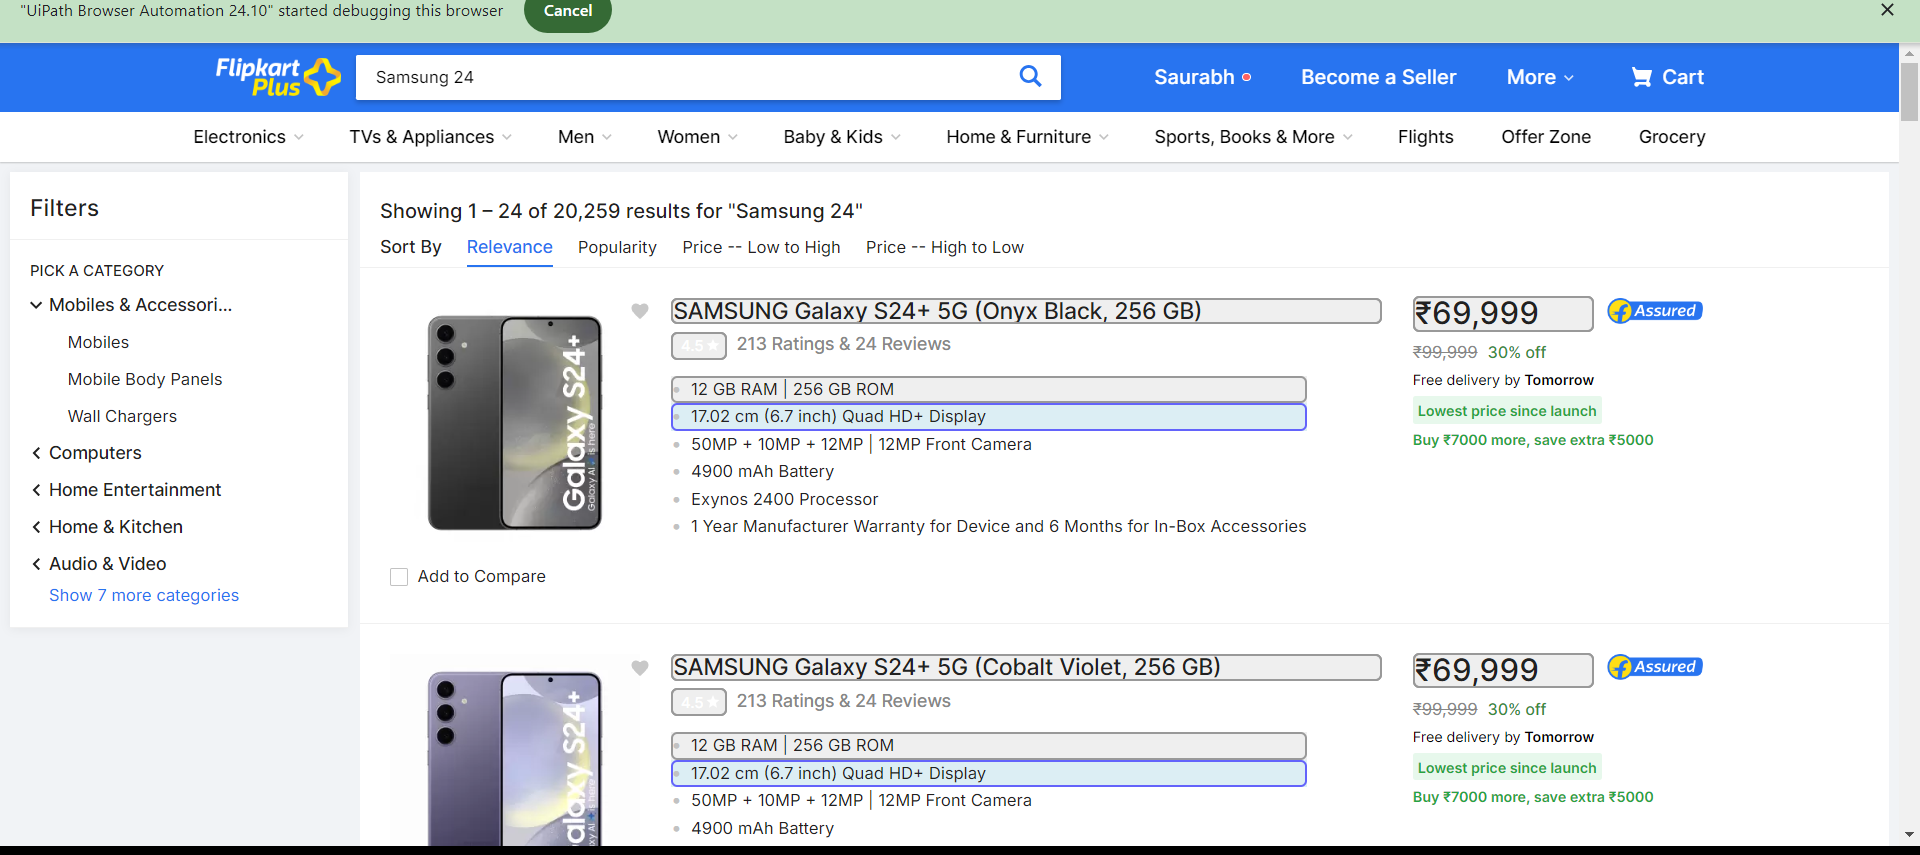 "UiPath Browser Automation 24.10" started debugging this browser
Cancel
Flipkart
Plus
Samsung 24
Saurabh
Become a Seller
More
Cart
Electronics
TVs & Appliances
Men
Women
Baby & Kids
Home & Furniture
Sports, Books & More
Flights
Offer Zone
Grocery
Filters
PICK A CATEGORY
Mobiles & Accessori...
Mobiles
Mobile Body Panels
Wall Chargers
Computers
Home Entertainment
Home & Kitchen
Audio & Video
Show 7 more categories
Showing 1 – 24 of 20,259 results for "Samsung 24"
Sort By
Relevance
Popularity
Price -- Low to High
Price -- High to Low
Galaxy S24+
Galaxy AI is here
Add to Compare
SAMSUNG Galaxy S24+ 5G (Onyx Black, 256 GB)
4.5★
213 Ratings & 24 Reviews
12 GB RAM | 256 GB ROM
17.02 cm (6.7 inch) Quad HD+ Display
50MP + 10MP + 12MP | 12MP Front Camera
4900 mAh Battery
Exynos 2400 Processor
1 Year Manufacturer Warranty for Device and 6 Months for In-Box Accessories
₹69,999
Assured
₹99,999 30% off
Free delivery by Tomorrow
Lowest price since launch
Buy ₹7000 more, save extra ₹5000
alaxy S24+
xy AI is here
SAMSUNG Galaxy S24+ 5G (Cobalt Violet, 256 GB)
4.5★
213 Ratings & 24 Reviews
12 GB RAM | 256 GB ROM
17.02 cm (6.7 inch) Quad HD+ Display
50MP + 10MP + 12MP | 12MP Front Camera
4900 mAh Battery
₹69,999
Assured
₹99,999 30% off
Free delivery by Tomorrow
Lowest price since launch
Buy ₹7000 more, save extra ₹5000